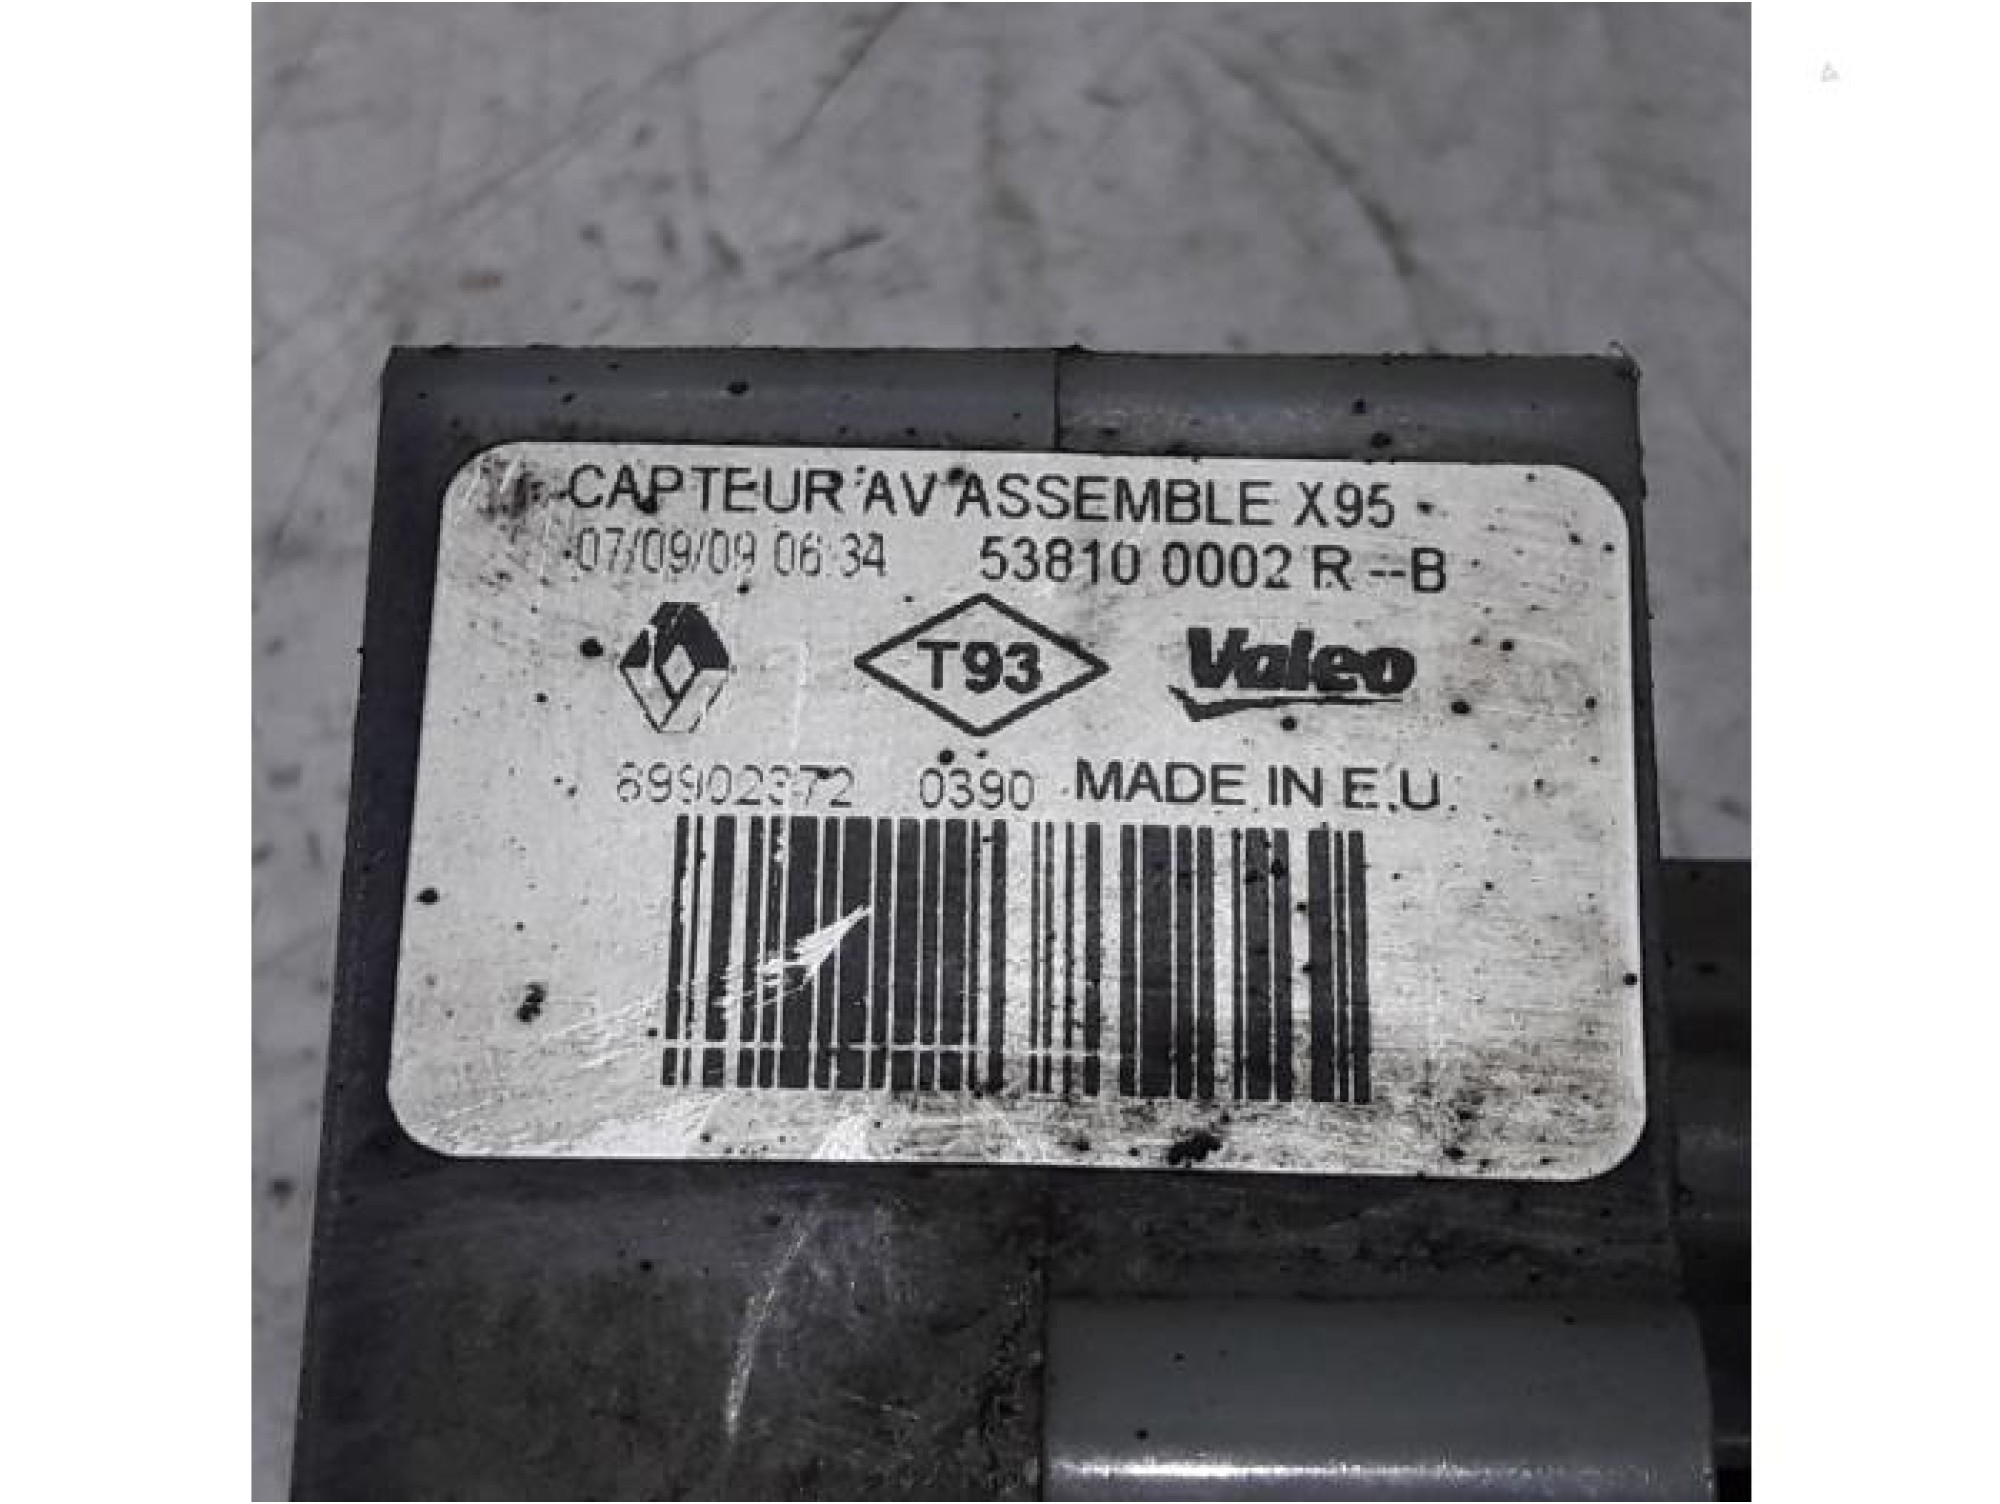 CAPTEUR AV ASSEMBLE X95
07/09/09 06:34 53810 0002 R --B
T93 Valeo
69902372 0390 MADE IN E.U.